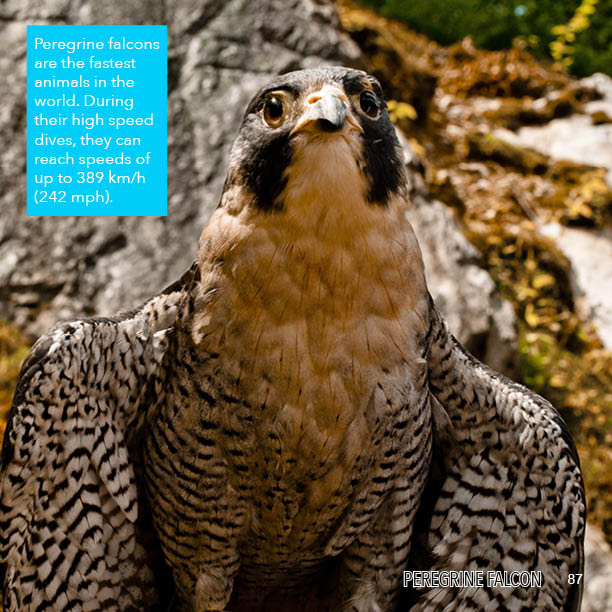 Peregrine falcons
are the fastest
animals in the
world. During
their high speed
dives, they can
reach speeds of
up to 389 km/h
(242 mph).
PEREGRINE FALCON 87